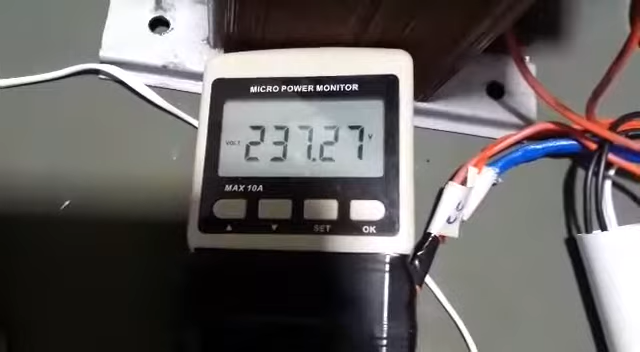 MICRO POWER MONITOR
VOLT 237.27 V
MAX 10A
▲ ▼ SET OK